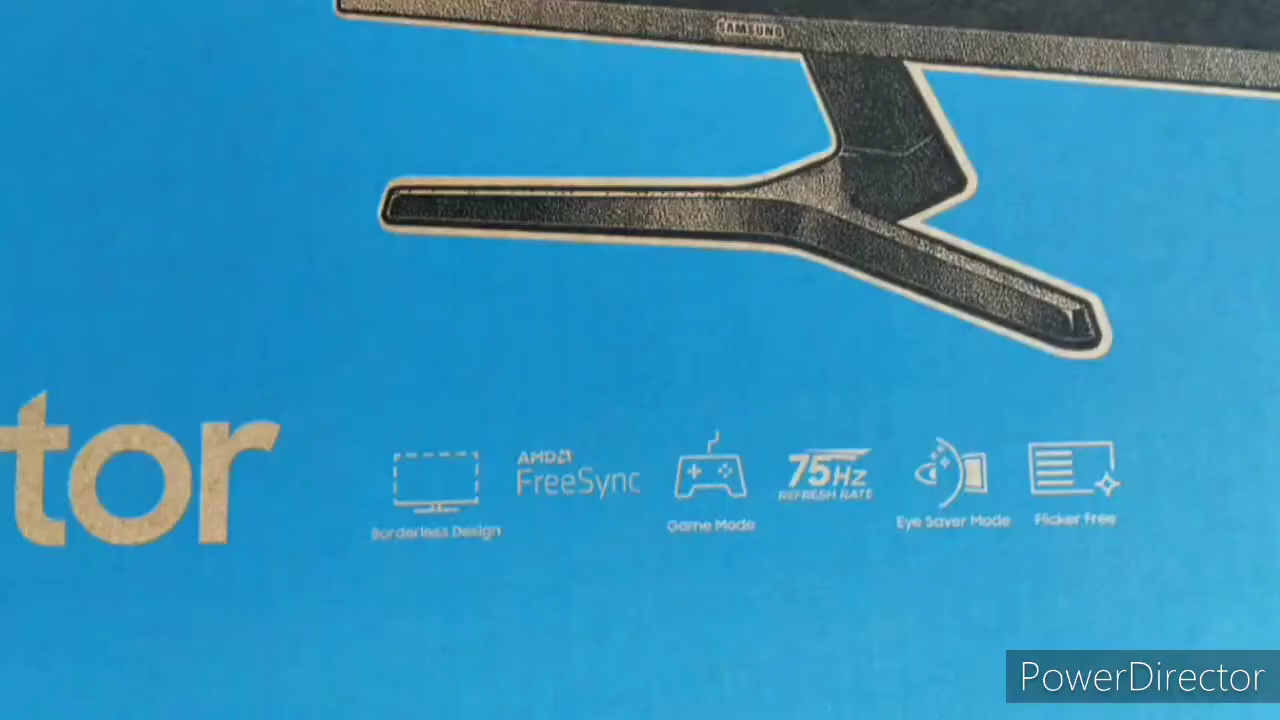 SAMSUNG
tor
Borderless Design
AMD
FreeSync
Game Mode
75Hz
REFRESH RATE
Eye Saver Mode
Flicker Free
PowerDirector